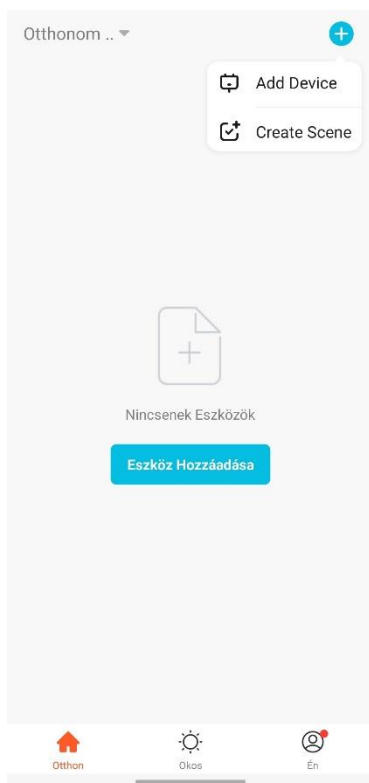 Otthonom ..
Add Device
Create Scene
Nincsenek Eszközök
Eszköz Hozzáadása
Otthon
Okos
Én